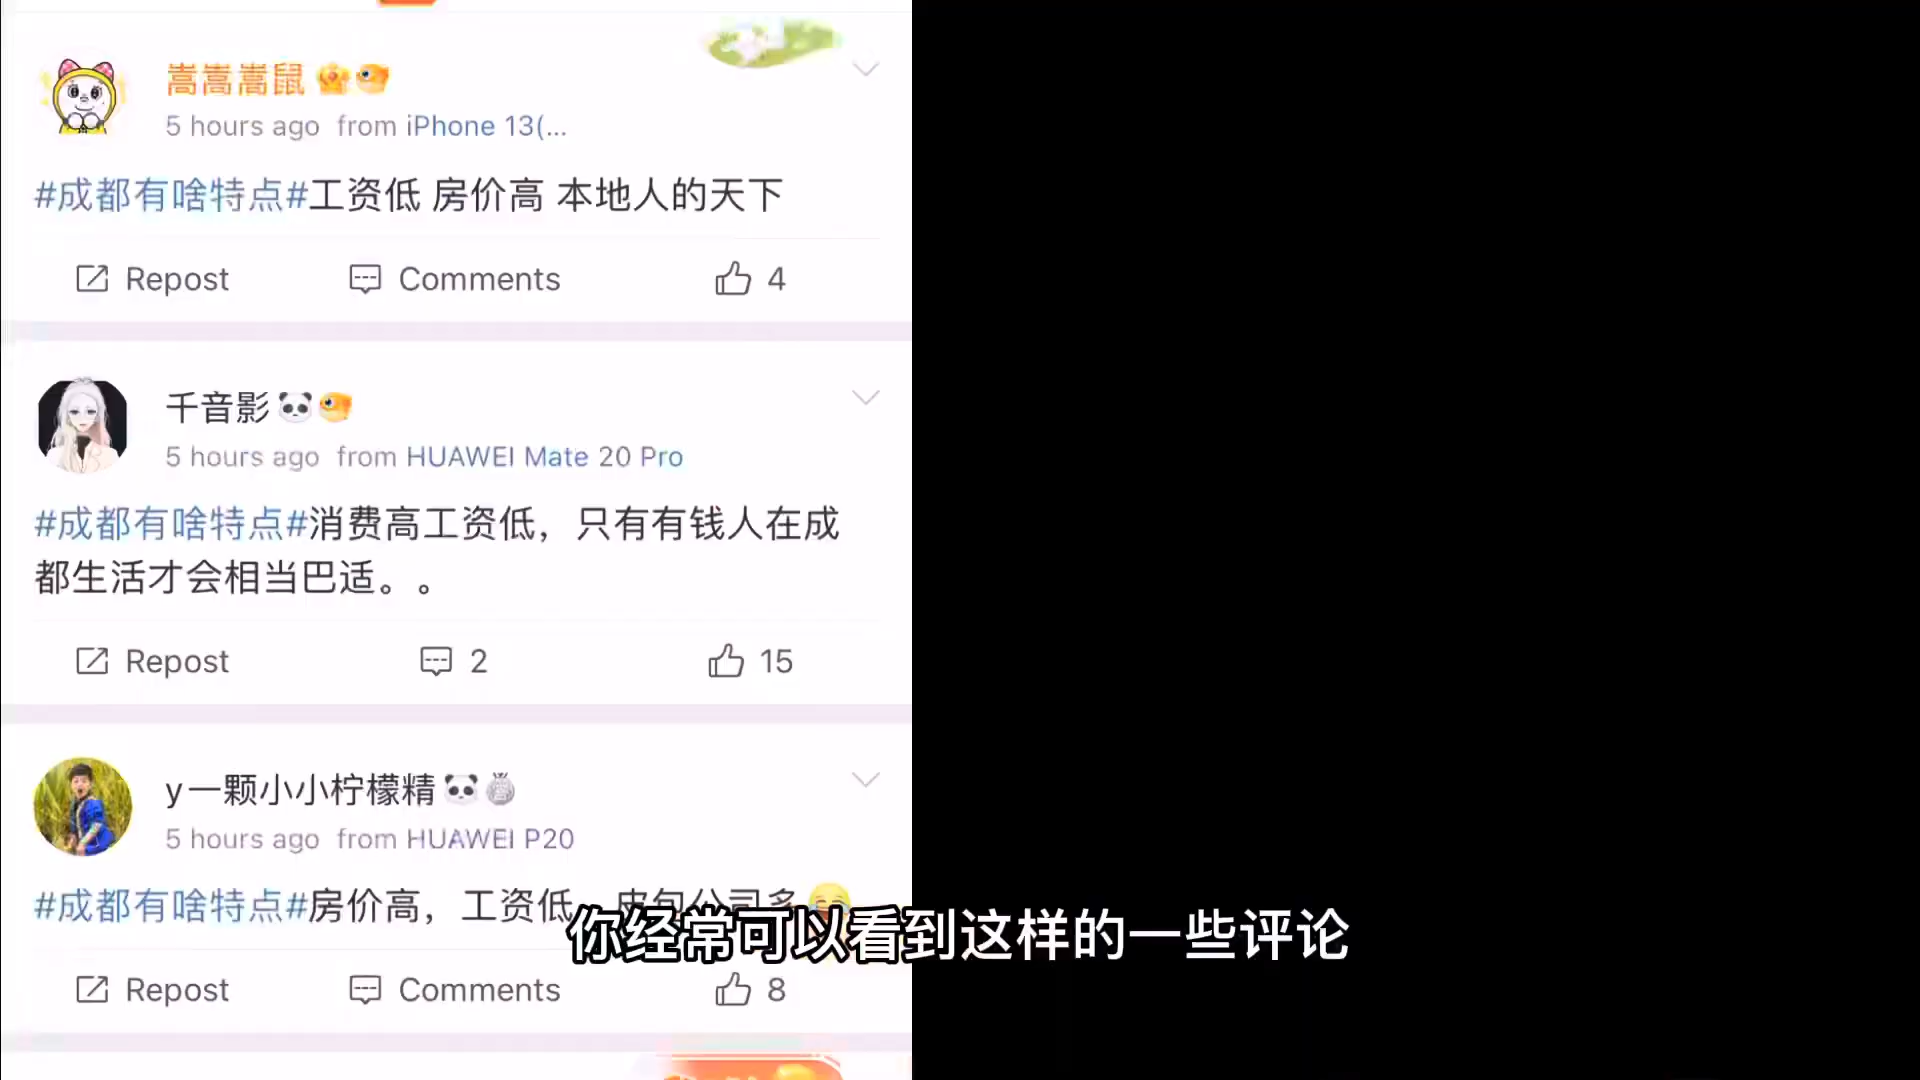 嵩嵩嵩鼠
5 hours ago from iPhone 13(...
#成都有啥特点#工资低 房价高 本地人的天下
Repost Comments 4
千音影
5 hours ago from HUAWEI Mate 20 Pro
#成都有啥特点#消费高工资低，只有有钱人在成
都生活才会相当巴适。。
Repost 2 15
y一颗小小柠檬精
5 hours ago from HUAWEI P20
#成都有啥特点#房价高，工资低，皮包公司多
你经常可以看到这样的一些评论
Repost Comments 8